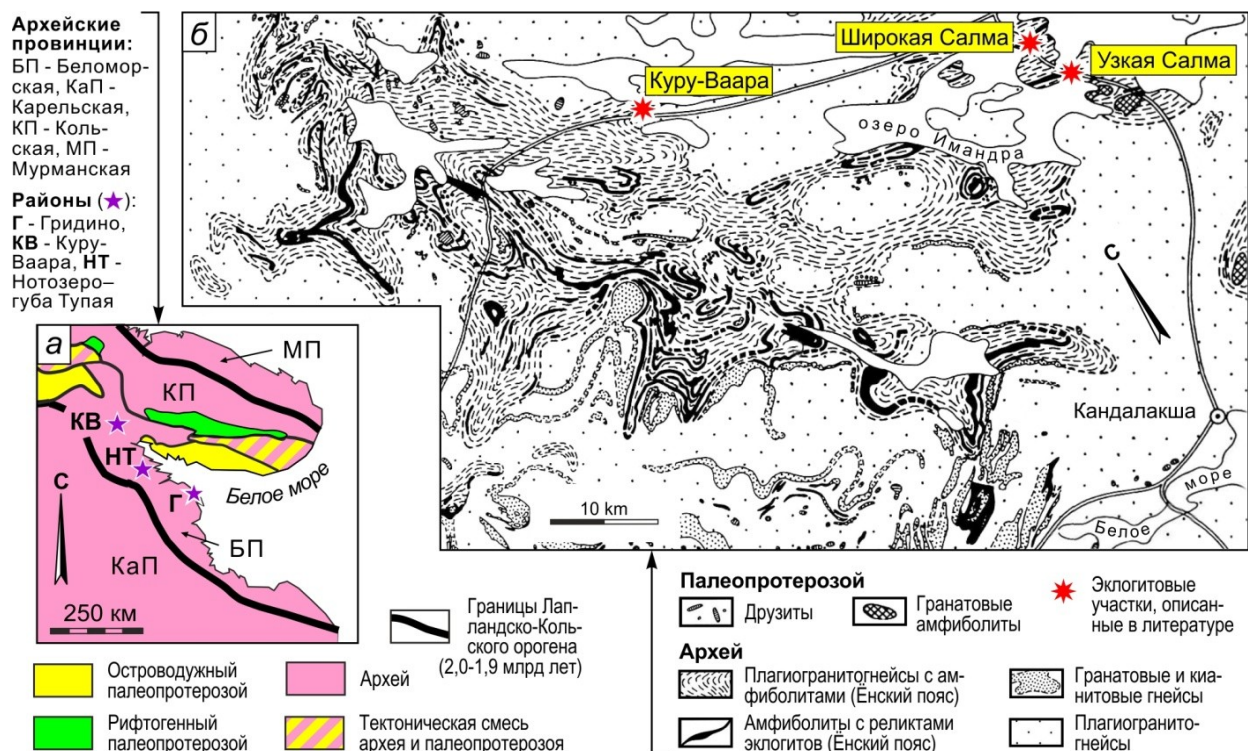 Архейские
провинции:
БП - Беломор-
ская, КаП -
Карельская,
КП - Коль-
ская, МП -
Мурманская
Районы (★):
Г - Гридино,
КВ - Куру-
Ваара, НТ -
Нотозеро–
губа Тупая
б
Широкая Салма
Узкая Салма
Куру-Ваара
озеро Имандра
С
Кандалакша
Белое море
10 km
а
МП
КП
КВ
НТ
Г
Белое море
С
БП
КаП
250 км
Границы Лап-
ландско-Коль-
ского орогена
(2,0-1,9 млрд лет)
Островодужный
палеопротерозой
Архей
Рифтогенный
палеопротерозой
Тектоническая смесь
архея и палеопротерозоя
Палеопротерозой
Друзиты
Гранатовые
амфиболиты
Эклогитовые
участки, описан-
ные в литературе
Архей
Плагиогранитогнейсы с ам-
фиболитами (Ёнский пояс)
Гранатовые и киа-
нитовые гнейсы
Амфиболиты с реликтами
эклогитов (Ёнский пояс)
Плагиогранито-
гнейсы